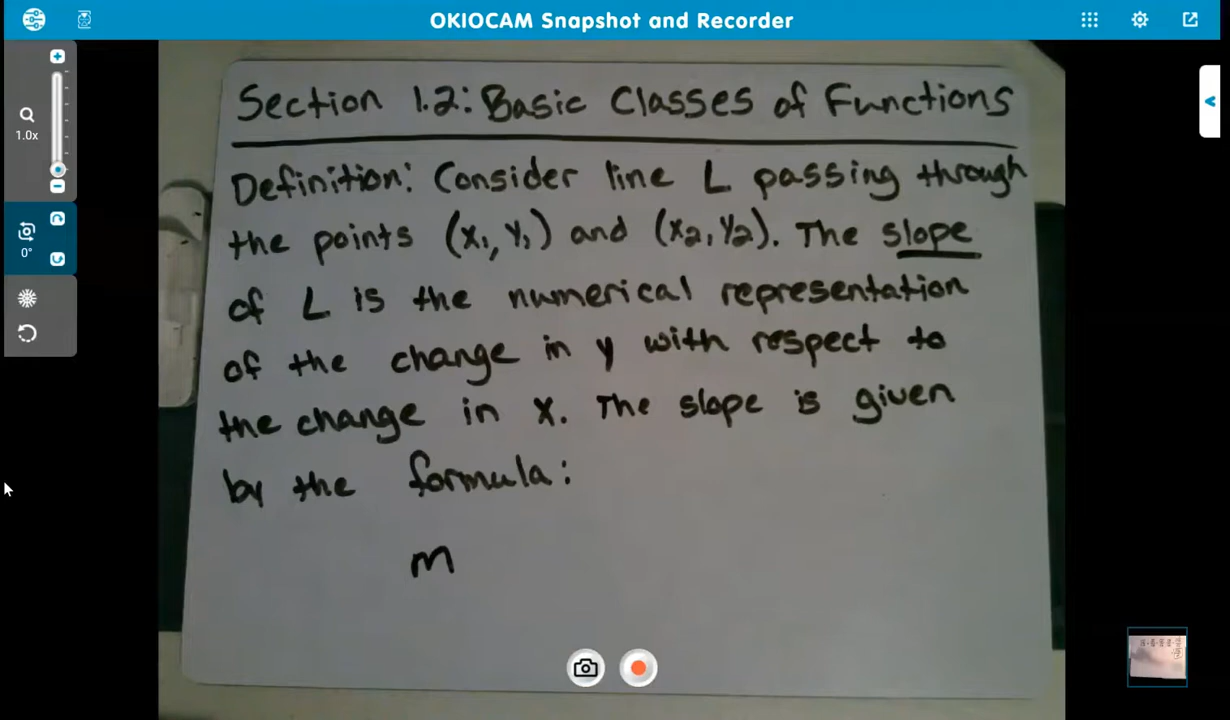 OKIOCAM Snapshot and Recorder
1.0x
0°
Section 1.2: Basic Classes of Functions
Definition: Consider line L passing through
the points (x₁, y₁) and (x₂, y₂). The slope
of L is the numerical representation
of the change in y with respect to
the change in x. The slope is given
by the formula:
m